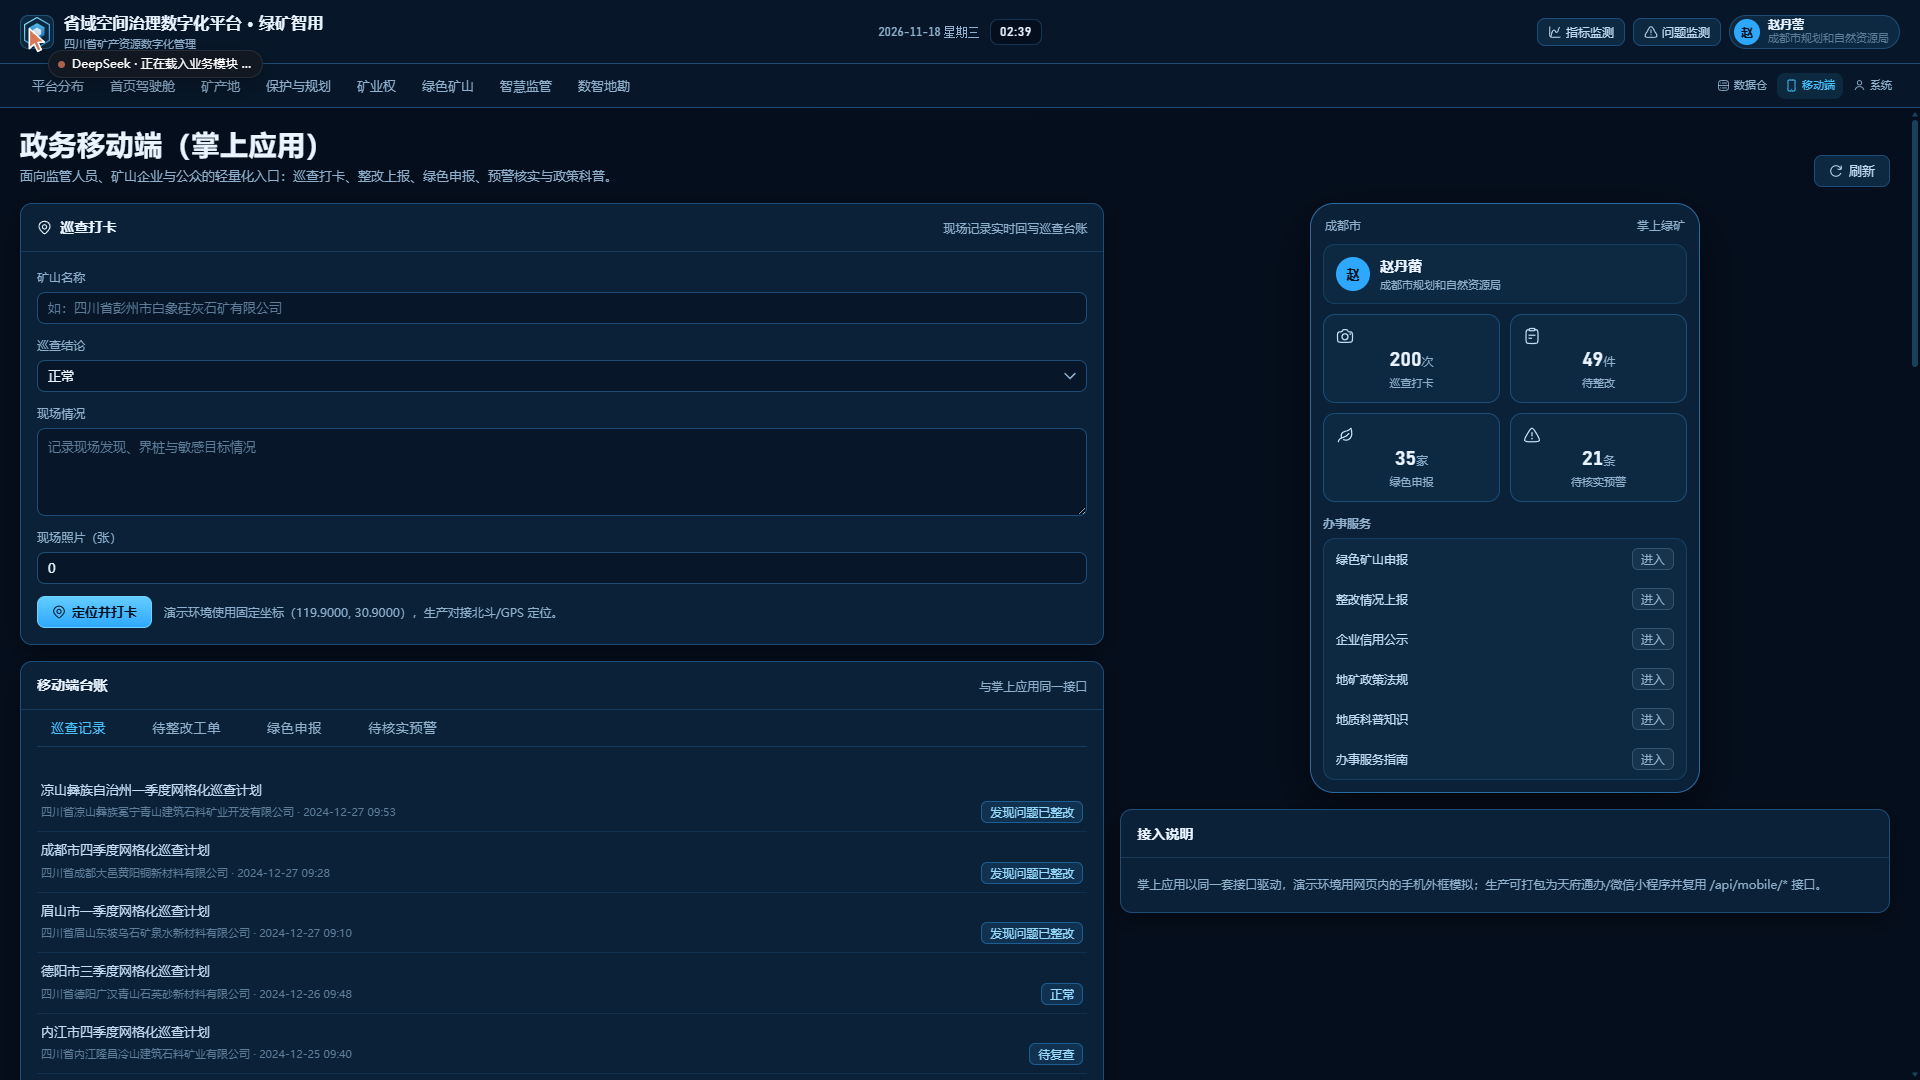 省域空间治理数字化平台 • 绿矿智用
四川省矿产资源数字化管理
DeepSeek · 正在载入业务模块 ...
2026-11-18 星期三
02:39
指标监测
问题监测
赵
赵丹蕾
成都市规划和自然资源局
平台分布
首页驾驶舱
矿产地
保护与规划
矿业权
绿色矿山
智慧监管
数智地勘
数据仓
移动端
系统
政务移动端（掌上应用）
面向监管人员、矿山企业与公众的轻量化入口：巡查打卡、整改上报、绿色申报、预警核实与政策科普。
刷新
巡查打卡
现场记录实时回写巡查台账
矿山名称
如：四川省彭州市白象硅灰石矿有限公司
巡查结论
正常
现场情况
记录现场发现、界桩与敏感目标情况
现场照片（张）
0
定位并打卡
演示环境使用固定坐标（119.9000, 30.9000），生产对接北斗/GPS 定位。
移动端台账
与掌上应用同一接口
巡查记录
待整改工单
绿色申报
待核实预警
凉山彝族自治州一季度网格化巡查计划
四川省凉山彝族冕宁青山建筑石料矿业开发有限公司 · 2024-12-27 09:53
发现问题已整改
成都市四季度网格化巡查计划
四川省成都大邑萤阳铜新材料有限公司 · 2024-12-27 09:28
发现问题已整改
眉山市一季度网格化巡查计划
四川省眉山东坡乌石矿泉水新材料有限公司 · 2024-12-27 09:10
发现问题已整改
德阳市三季度网格化巡查计划
四川省德阳广汉青山石英砂新材料有限公司 · 2024-12-26 09:48
正常
内江市四季度网格化巡查计划
四川省内江隆昌冷山建筑石料矿业有限公司 · 2024-12-25 09:40
待复查
成都市
掌上绿矿
赵
赵丹蕾
成都市规划和自然资源局
200次
巡查打卡
49件
待整改
35家
绿色申报
21条
待核实预警
办事服务
绿色矿山申报
进入
整改情况上报
进入
企业信用公示
进入
地矿政策法规
进入
地质科普知识
进入
办事服务指南
进入
接入说明
掌上应用以同一套接口驱动，演示环境用网页内的手机外框模拟；生产可打包为天府通办/微信小程序并复用 /api/mobile/* 接口。